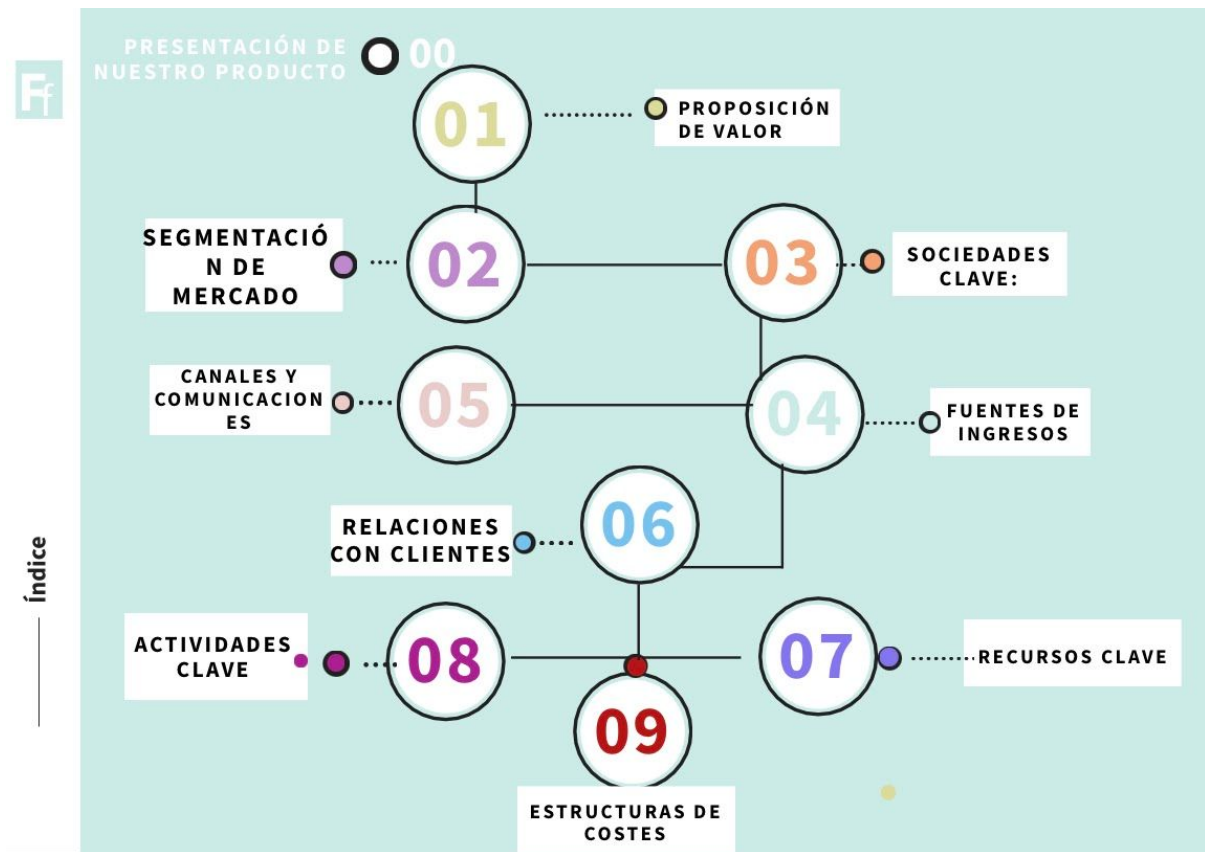 PRESENTACIÓN DE
NUESTRO PRODUCTO
00
Ff
01
PROPOSICIÓN
DE VALOR
SEGMENTACIÓ
N DE
MERCADO
02
03
SOCIEDADES
CLAVE:
CANALES Y
COMUNICACION
ES
05
04
FUENTES DE
INGRESOS
RELACIONES
CON CLIENTES
06
Índice
ACTIVIDADES
CLAVE
08
07
RECURSOS CLAVE
09
ESTRUCTURAS DE
COSTES